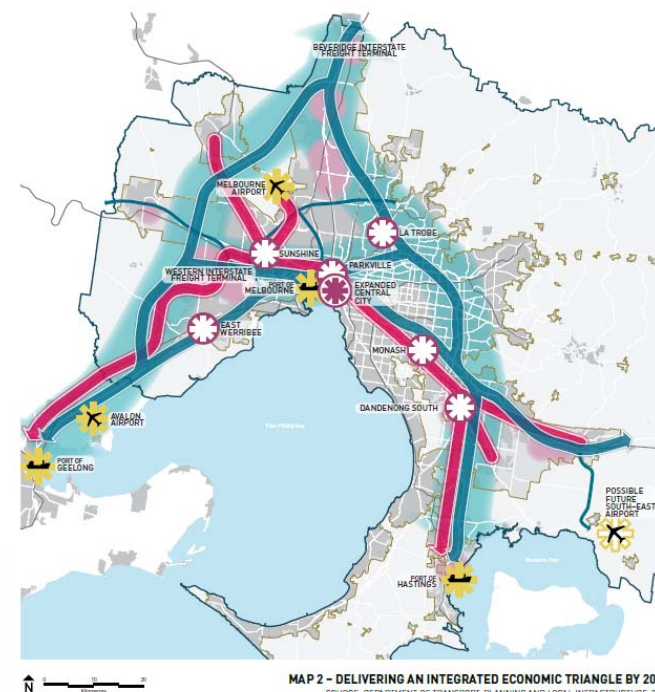 BEVERIDGE INTERSTATE
FREIGHT TERMINAL
MELBOURNE
AIRPORT
LA TROBE
SUNSHINE
PARKVILLE
WESTERN INTERSTATE
FREIGHT TERMINAL
PORT OF
MELBOURNE
EXPANDED
CENTRAL
CITY
EAST
WERRIBEE
MONASH
DANDENONG SOUTH
AVALON
AIRPORT
Port Phillip Bay
PORT OF
GEELONG
POSSIBLE
FUTURE
SOUTH-EAST
AIRPORT
PORT OF
HASTINGS
N
0 10 20
Kilometres
MAP 2 – DELIVERING AN INTEGRATED ECONOMIC TRIANGLE BY 20